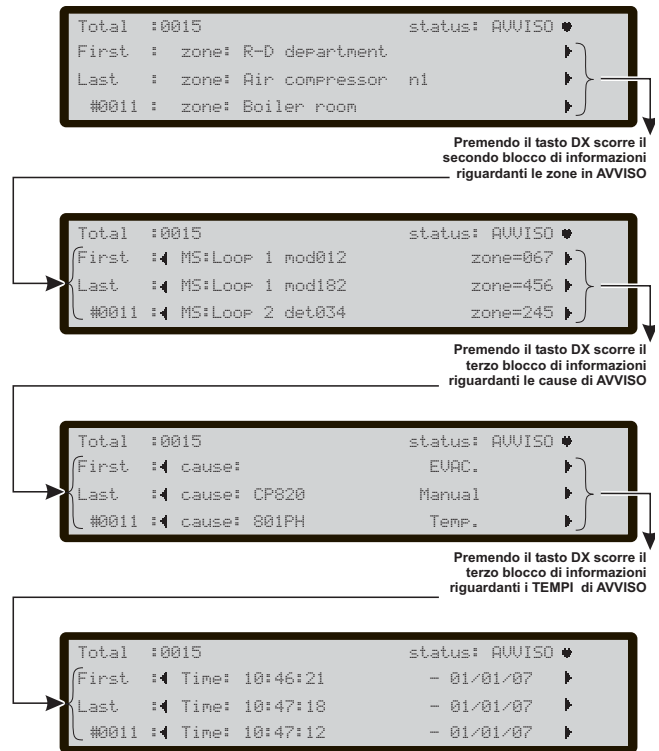 Total :0015 status: AVVISO
First : zone: R-D department
Last : zone: Air compressor n1
#0011 : zone: Boiler room
Premendo il tasto DX scorre il
secondo blocco di informazioni
riguardanti le zone in AVVISO
Total :0015 status: AVVISO
First : MS:Loop 1 mod012 zone=067
Last : MS:Loop 1 mod182 zone=456
#0011 : MS:Loop 2 det034 zone=245
Premendo il tasto DX scorre il
terzo blocco di informazioni
riguardanti le cause di AVVISO
Total :0015 status: AVVISO
First : cause: EVAC.
Last : cause: CP820 Manual
#0011 : cause: 801PH Temp.
Premendo il tasto DX scorre il
terzo blocco di informazioni
riguardanti i TEMPI di AVVISO
Total :0015 status: AVVISO
First : Time: 10:46:21 - 01/01/07
Last : Time: 10:47:18 - 01/01/07
#0011 : Time: 10:47:12 - 01/01/07